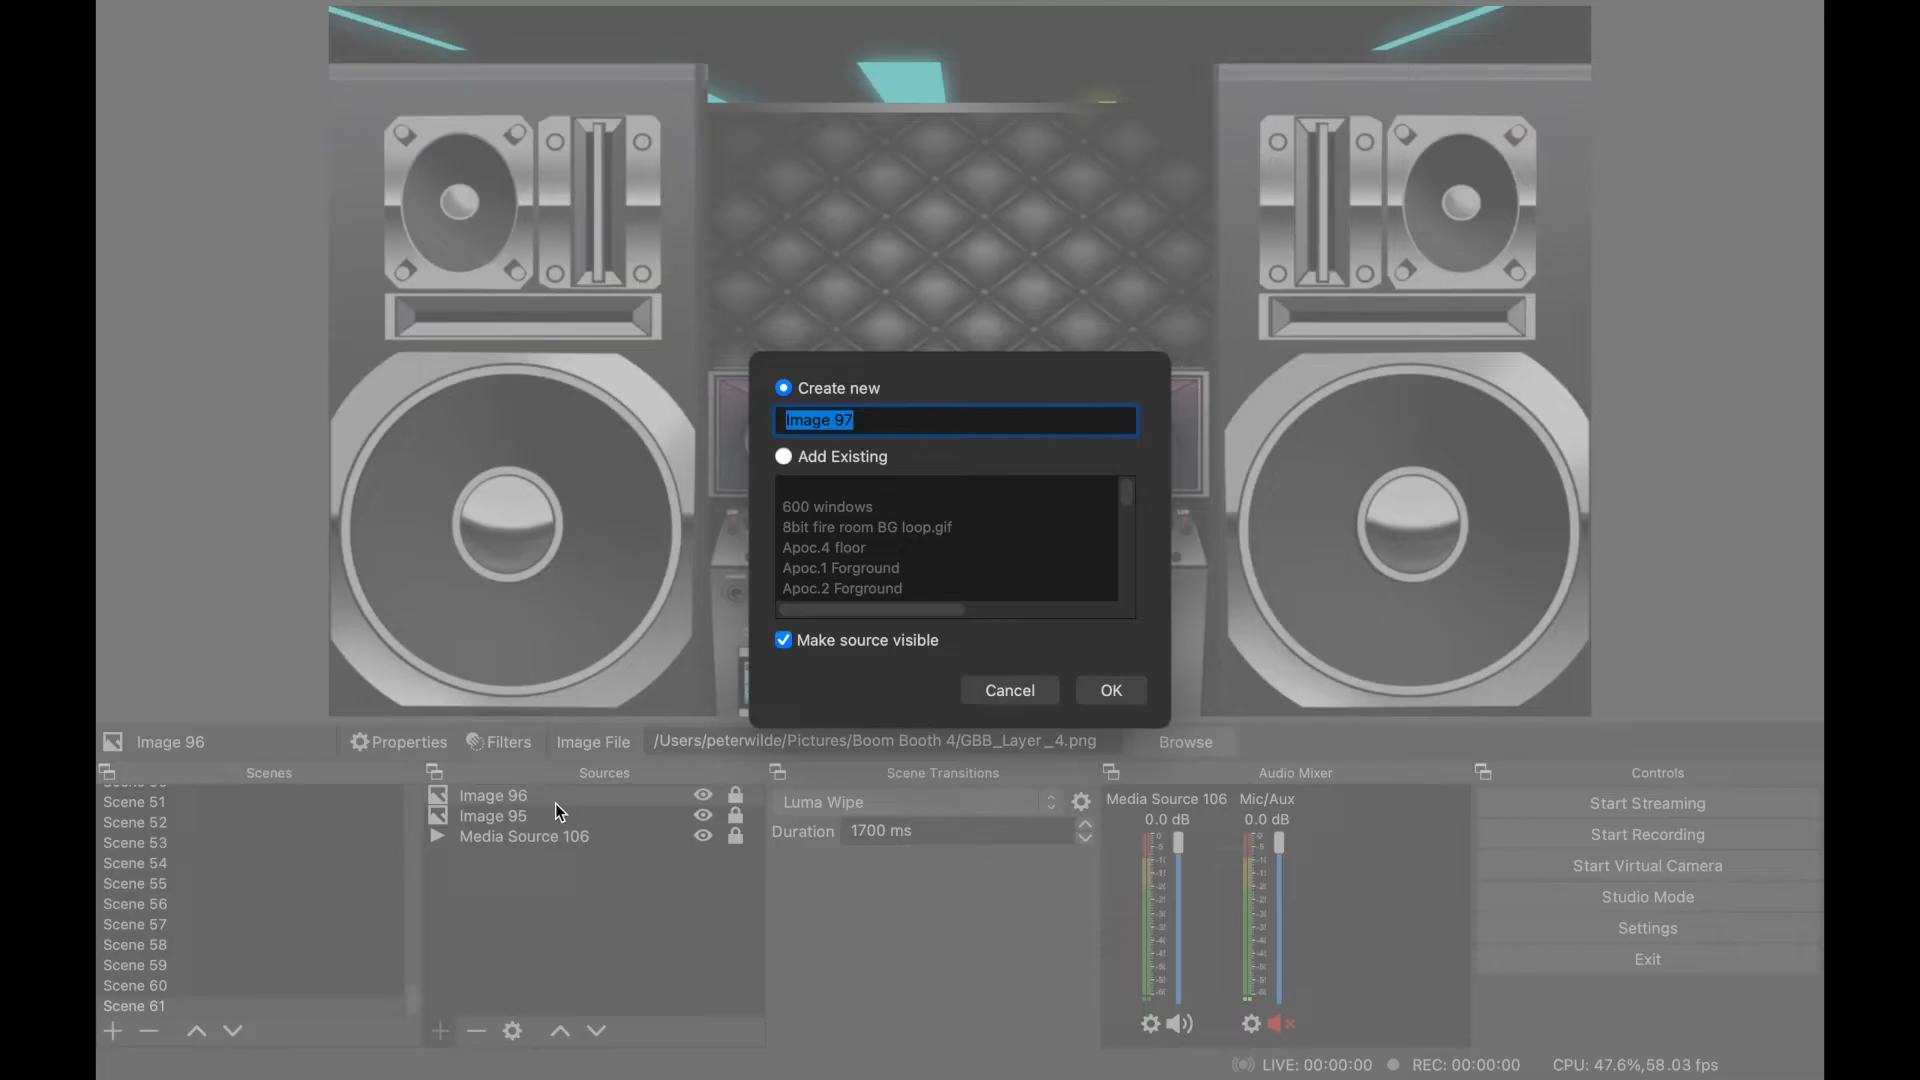 Create new
Image 97
Add Existing
600 windows
8bit fire room BG loop.gif
Apoc.4 floor
Apoc.1 Forground
Apoc.2 Forground
Make source visible
Cancel
OK
Image 96
Properties
Filters
Image File
/Users/peterwilde/Pictures/Boom Booth 4/GBB_Layer_4.png
Browse
Scenes
Scene 51
Scene 52
Scene 53
Scene 54
Scene 55
Scene 56
Scene 57
Scene 58
Scene 59
Scene 60
Scene 61
Sources
Image 96
Image 95
Media Source 106
Scene Transitions
Luma Wipe
Duration
1700 ms
Audio Mixer
Media Source 106
0.0 dB
Mic/Aux
0.0 dB
Controls
Start Streaming
Start Recording
Start Virtual Camera
Studio Mode
Settings
Exit
LIVE: 00:00:00
REC: 00:00:00
CPU: 47.6%,58.03 fps